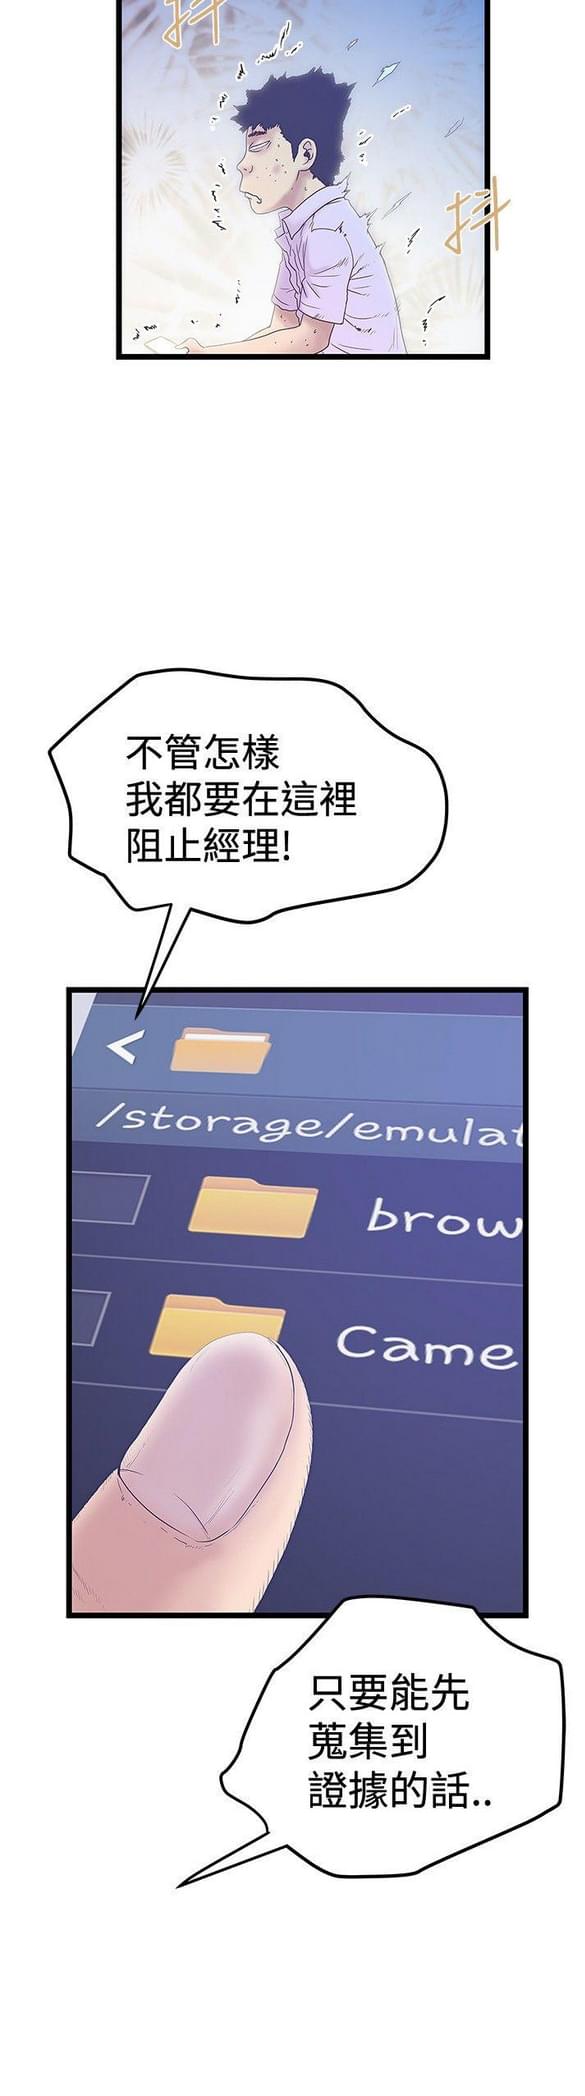 抖
抖
不管怎樣
我都要在這裡
阻止經理!
<
/storage/emulat
brow
Came
只要能先
蒐集到
證據的話..